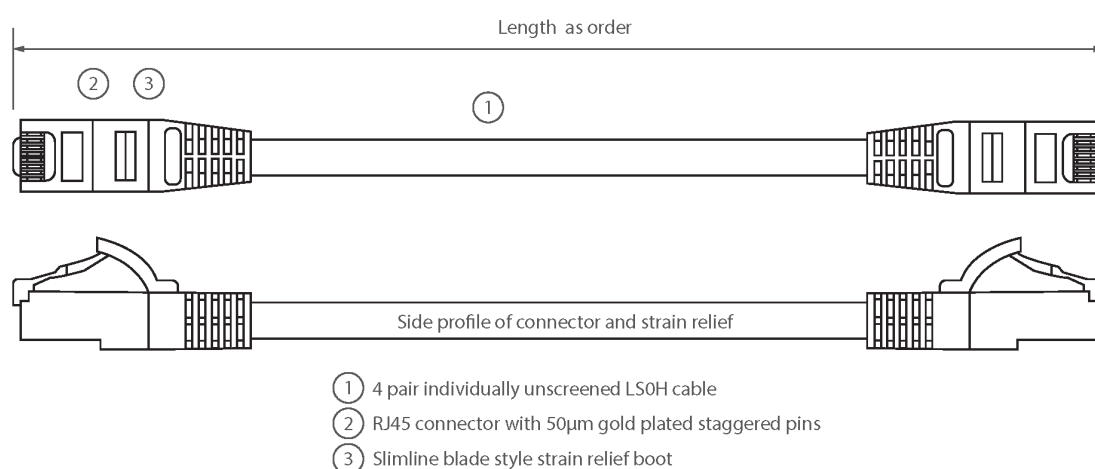 Length as order
2 3
1
Side profile of connector and strain relief
1 4 pair individually unscreened LS0H cable
2 RJ45 connector with 50µm gold plated staggered pins
3 Slimline blade style strain relief boot